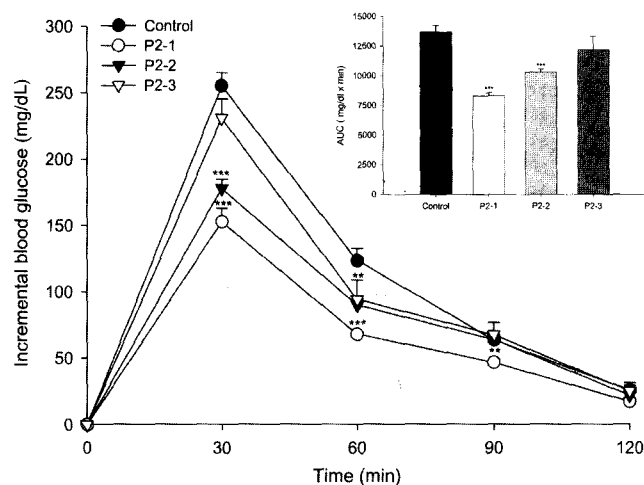 Control
P2-1
P2-2
P2-3
Incremental blood glucose (mg/dL)
300
250
200
150
100
50
0
***
***
**
***
**
0
30
60
90
120
Time (min)
AUC ( mg/dl x min)
15000
12500
10000
7500
5000
2500
0
***
***
Control
P2-1
P2-2
P2-3